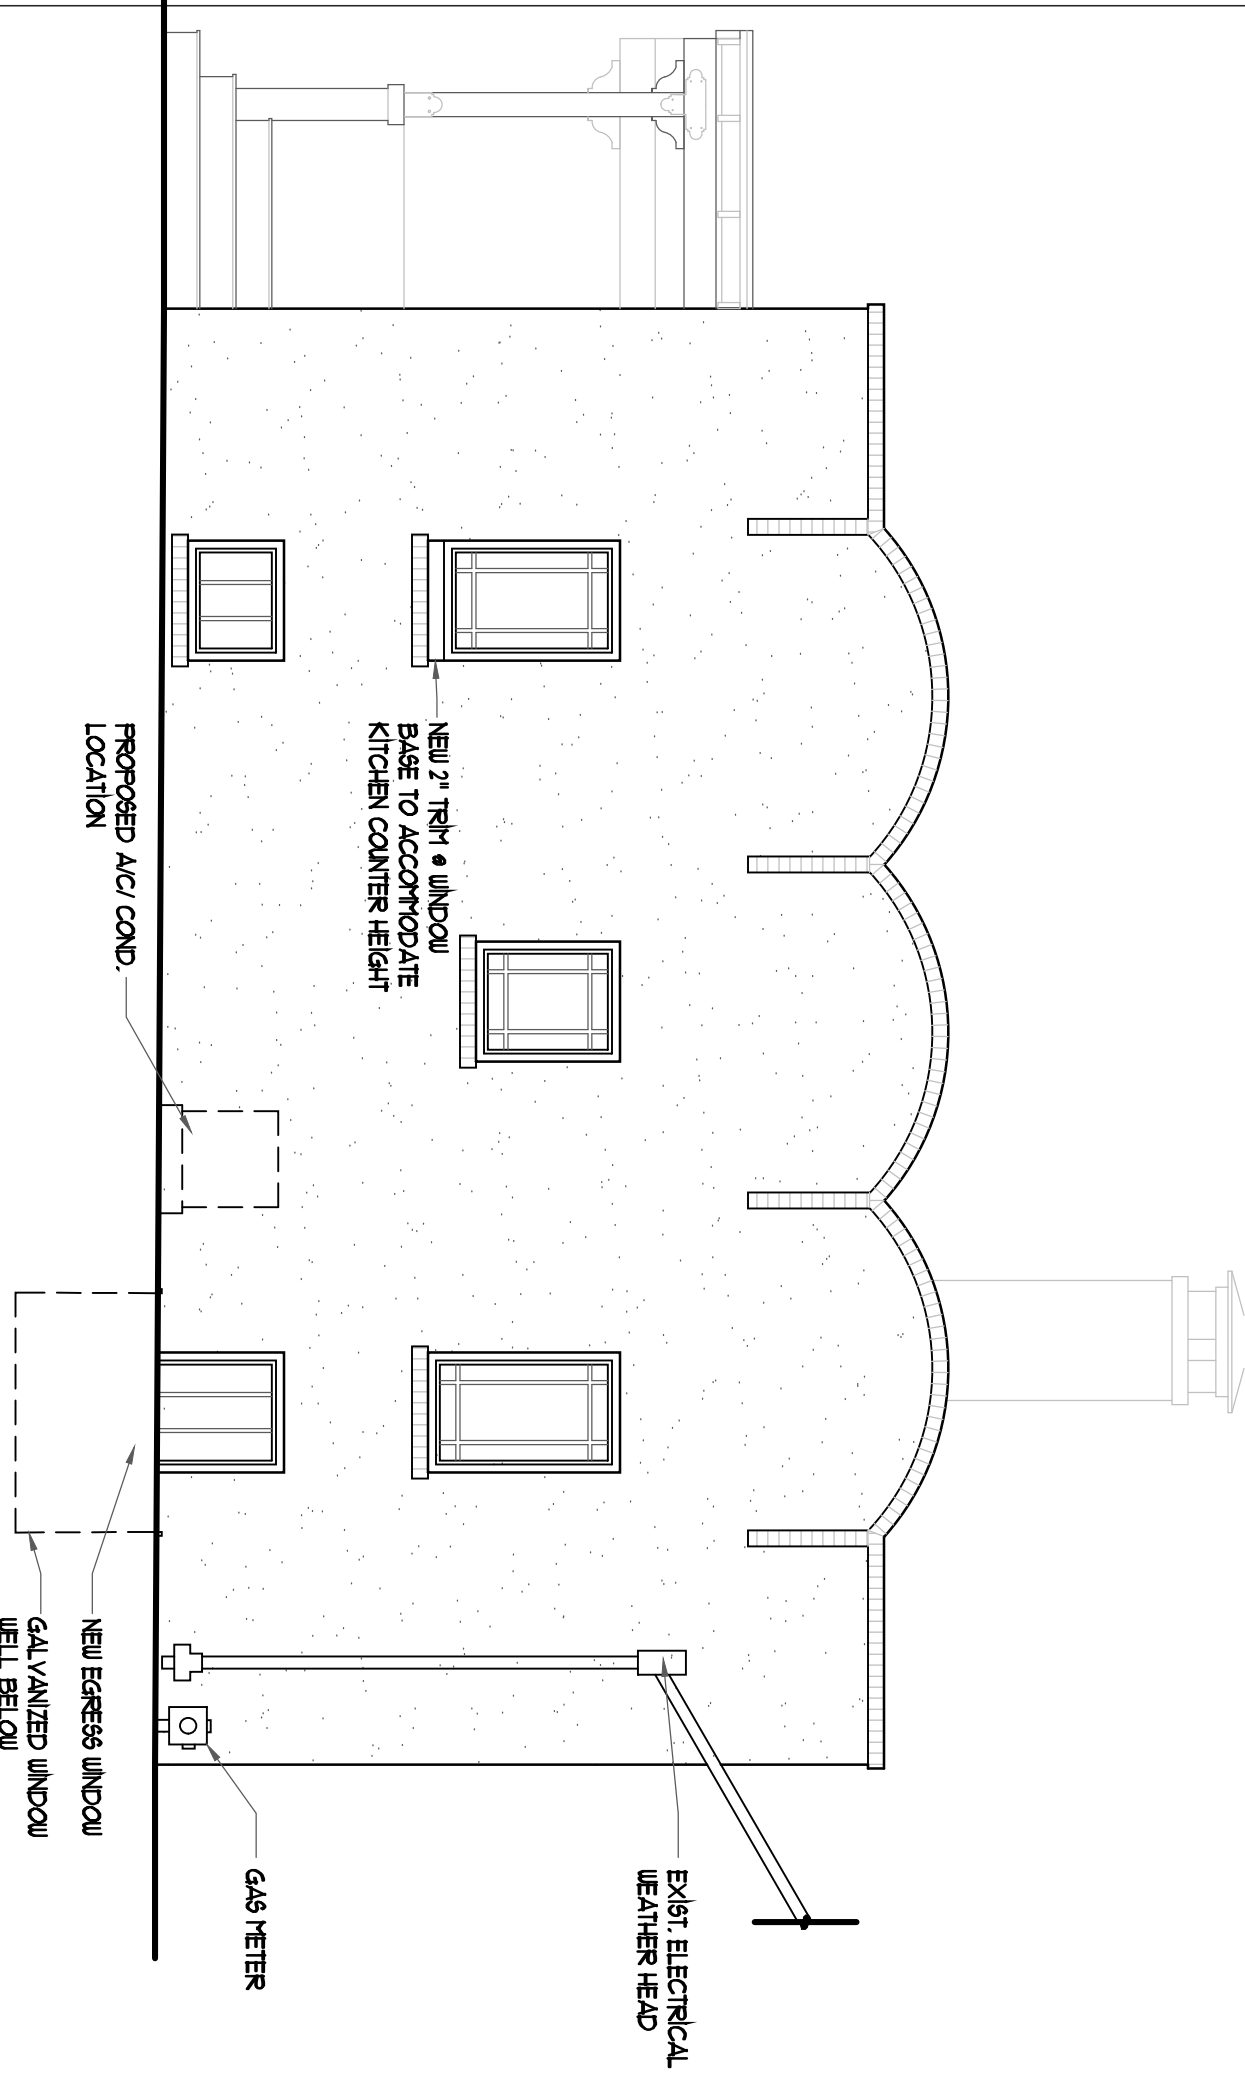 NEW 2" TRIM @ WINDOW
BASE TO ACCOMMODATE
KITCHEN COUNTER HEIGHT
PROPOSED A/C/ COND.
LOCATION
EXIST. ELECTRICAL
WEATHER HEAD
GAS METER
NEW EGRESS WINDOW
GALVANIZED WINDOW
WELL BELOW